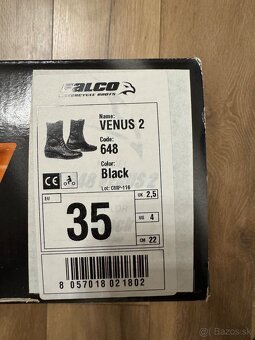 FALCO
MOTORCYCLE BOOTS
Name:
VENUS 2
Code:
648
Color:
Black
Lot: CMP-116
CE
EU
35
UK 2,5
US 4
CM 22
8 057018 021802
Bazos.sk